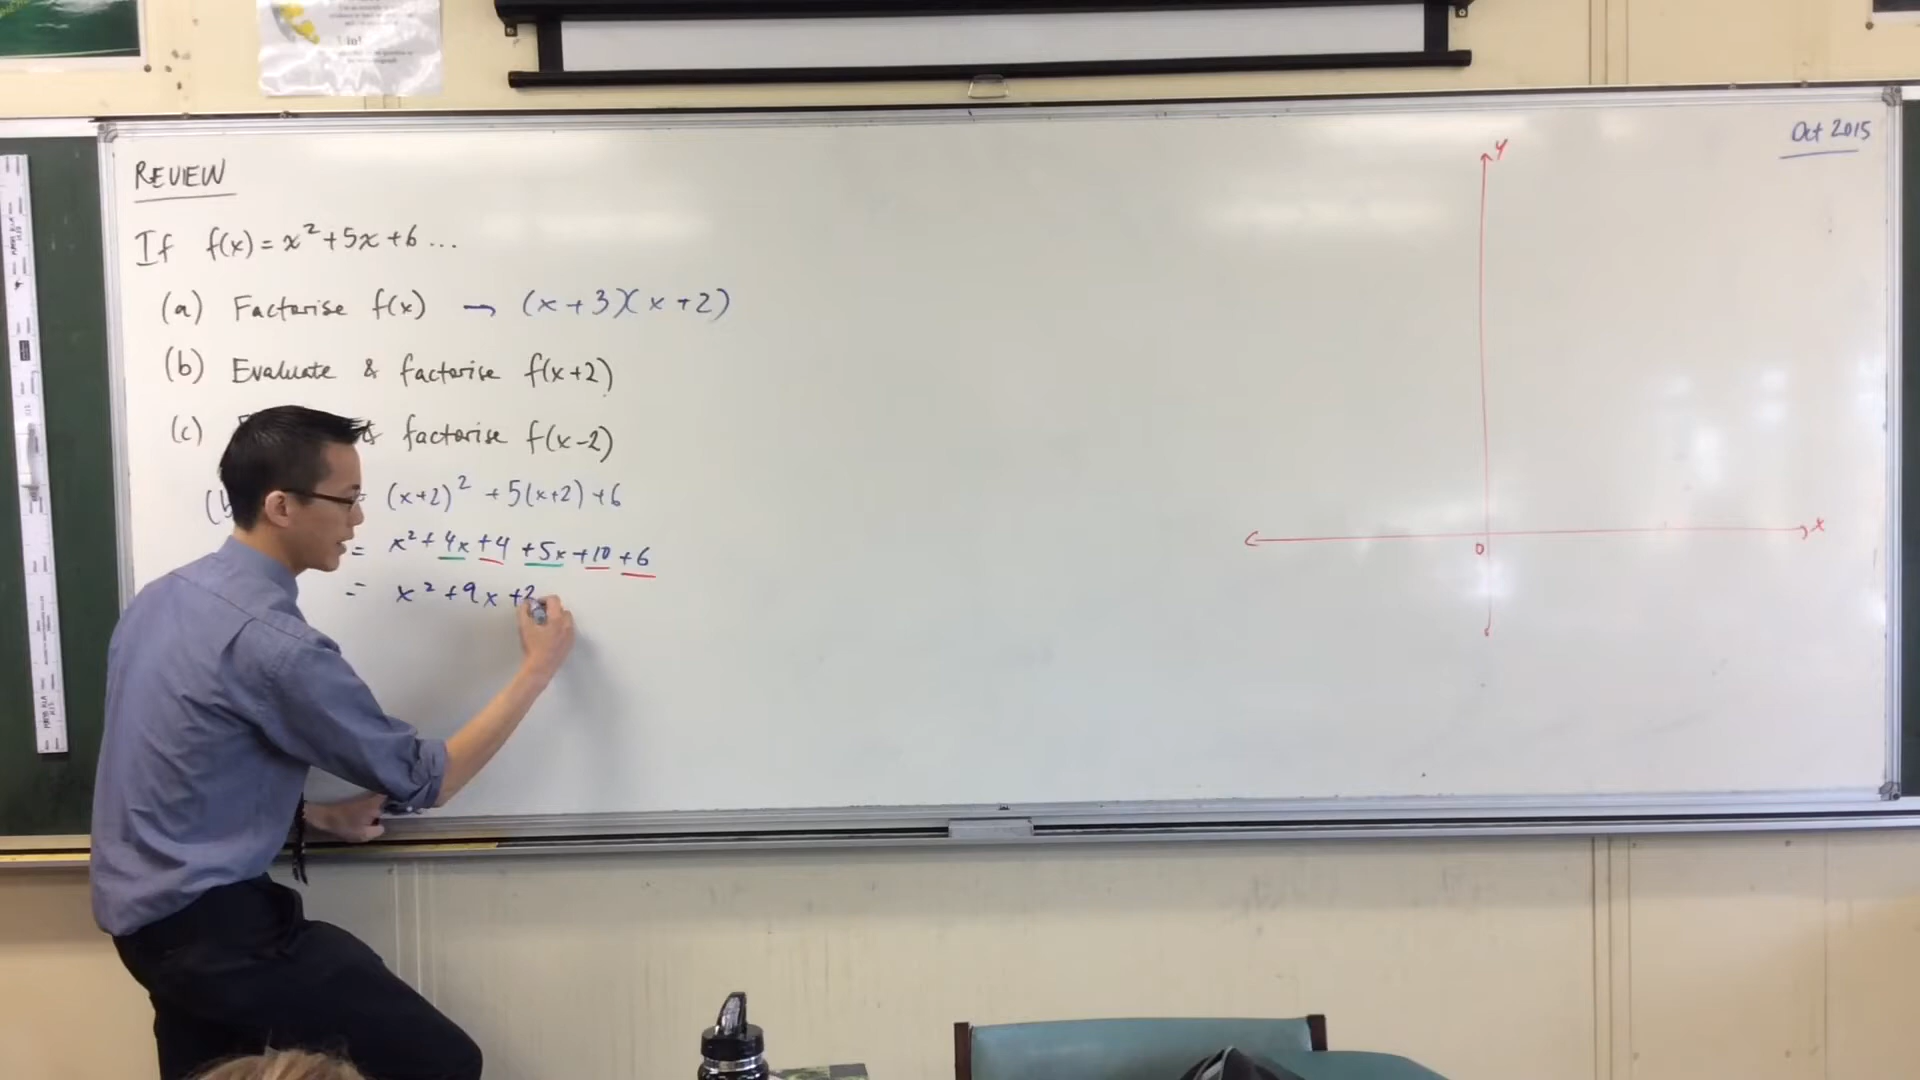 Oct 2015
REVIEW
If f(x) = x² + 5x + 6 ...
(a) Factorise f(x) → (x + 3)(x + 2)
(b) Evaluate & factorise f(x+2)
(c) & factorise f(x-2)
= (x+2)² + 5(x+2) + 6
= x² + 4x + 4 + 5x + 10 + 6
= x² + 9x + 2
y
x
0